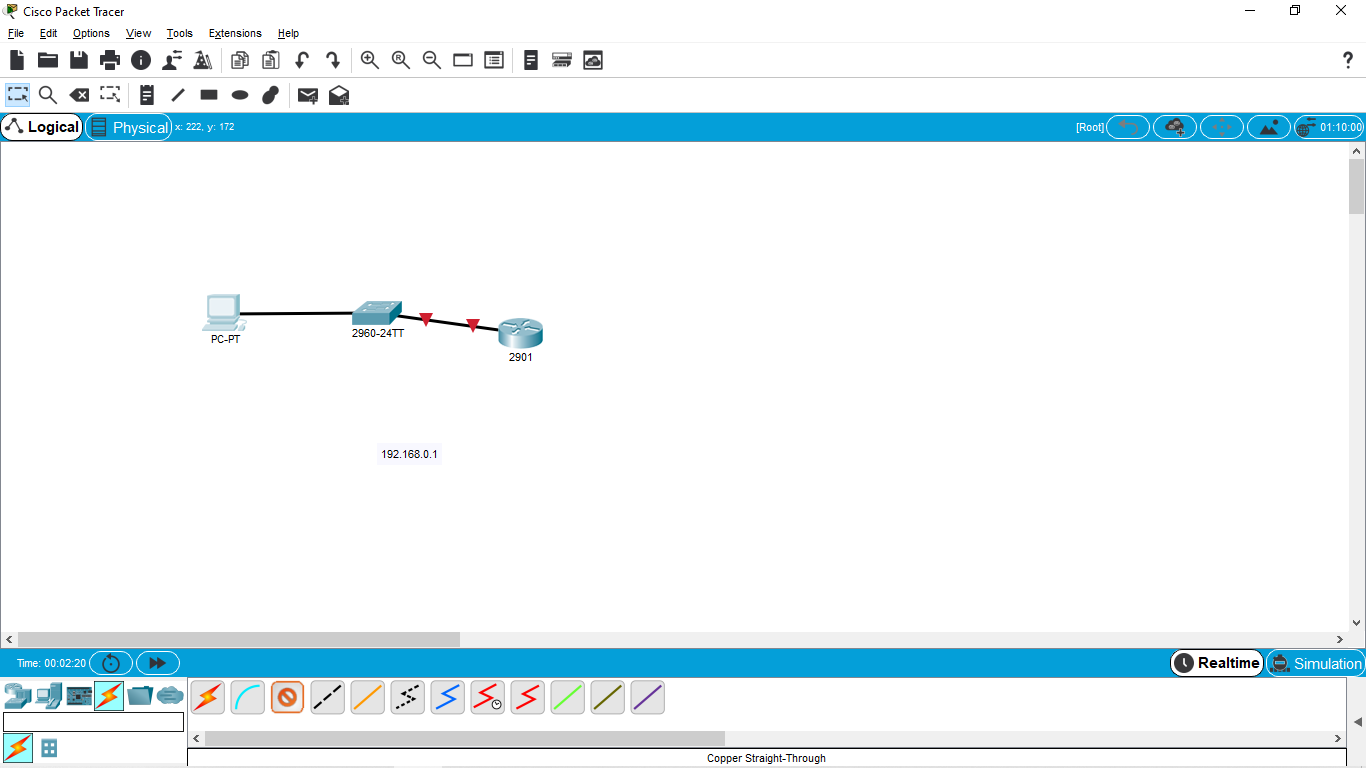 Cisco Packet Tracer
File Edit Options View Tools Extensions Help
R
?
Logical Physical x: 222, y: 172 [Root] 01:10:00
PC-PT
2960-24TT
2901
192.168.0.1
Time: 00:02:20 Realtime Simulation
Copper Straight-Through